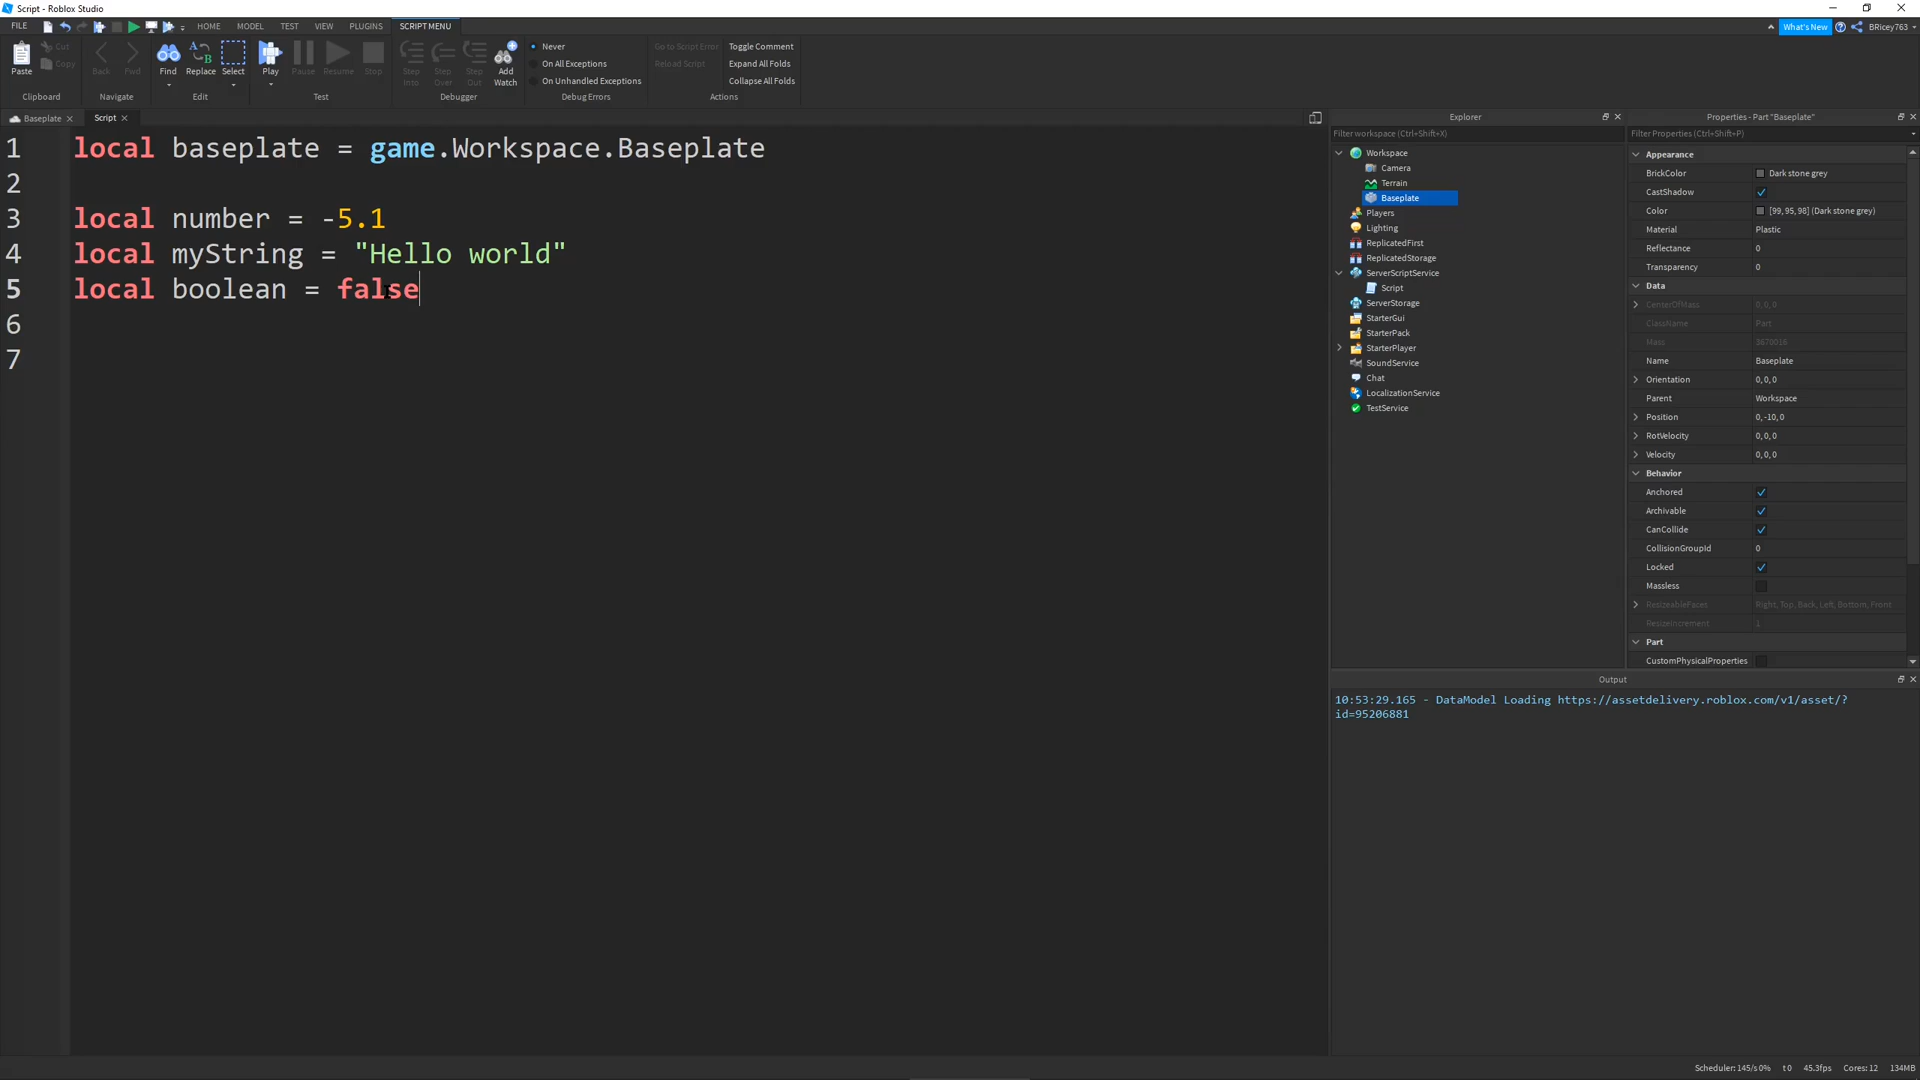 Script - Roblox Studio
FILE
HOME
MODEL
TEST
VIEW
PLUGINS
SCRIPT MENU
What's New
BRicey763
Paste
Cut
Copy
Clipboard
Back
Fwd
Navigate
Find
Replace
Select
Edit
Play
Pause
Resume
Stop
Test
Step Into
Step Over
Step Out
Add Watch
Debugger
Never
On All Exceptions
On Unhandled Exceptions
Debug Errors
Go to Script Error
Reload Script
Toggle Comment
Expand All Folds
Collapse All Folds
Actions
Baseplate
Script
1 local baseplate = game.Workspace.Baseplate
2
3 local number = -5.1
4 local myString = "Hello world"
5 local boolean = false
6
7
Explorer
Filter workspace (Ctrl+Shift+X)
Workspace
Camera
Terrain
Baseplate
Players
Lighting
ReplicatedFirst
ReplicatedStorage
ServerScriptService
Script
ServerStorage
StarterGui
StarterPack
StarterPlayer
SoundService
Chat
LocalizationService
TestService
Properties - Part "Baseplate"
Filter Properties (Ctrl+Shift+P)
Appearance
BrickColor Dark stone grey
CastShadow
Color [99, 95, 98] (Dark stone grey)
Material Plastic
Reflectance 0
Transparency 0
Data
CenterOfMass 0, 0, 0
ClassName Part
Mass 3670016
Name Baseplate
Orientation 0, 0, 0
Parent Workspace
Position 0, -10, 0
RotVelocity 0, 0, 0
Velocity 0, 0, 0
Behavior
Anchored
Archivable
CanCollide
CollisionGroupId 0
Locked
Massless
ResizeableFaces Right, Top, Back, Left, Bottom, Front
ResizeIncrement 1
Part
CustomPhysicalProperties
Output
10:53:29.165 - DataModel Loading https://assetdelivery.roblox.com/v1/asset/?
id=95206881
Scheduler: 145/s 0% t 0 45.3fps Cores: 12 134MB